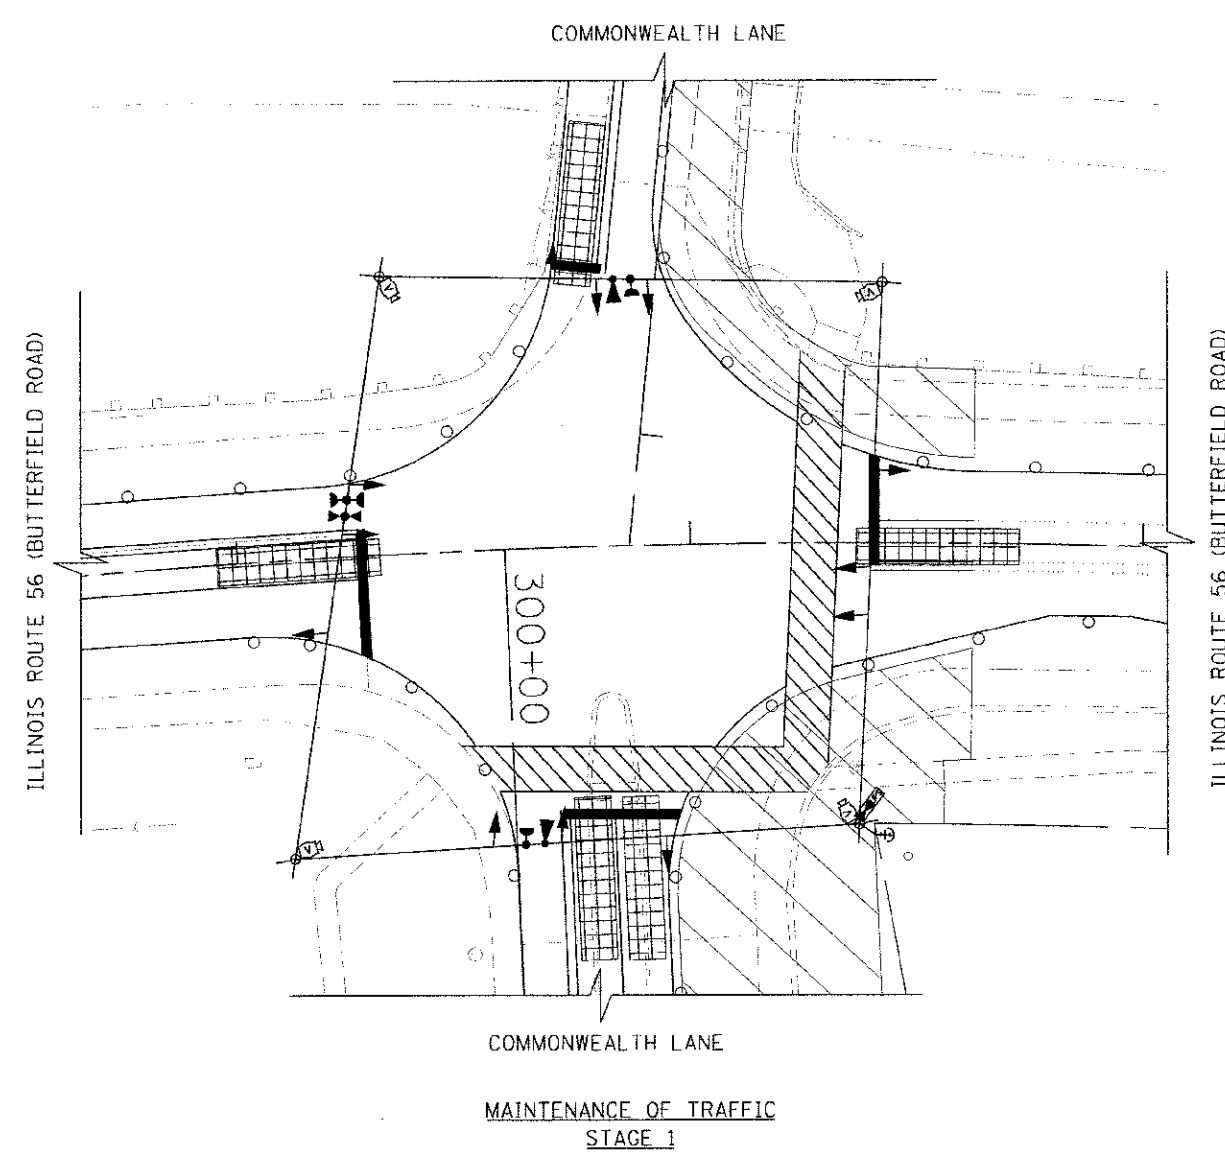 COMMONWEALTH LANE
ILLINOIS ROUTE 56 (BUTTERFIELD ROAD)
ILLINOIS ROUTE 56 (BUTTERFIELD ROAD)
V
V
300+00
V
V
COMMONWEALTH LANE
MAINTENANCE OF TRAFFIC
STAGE 1